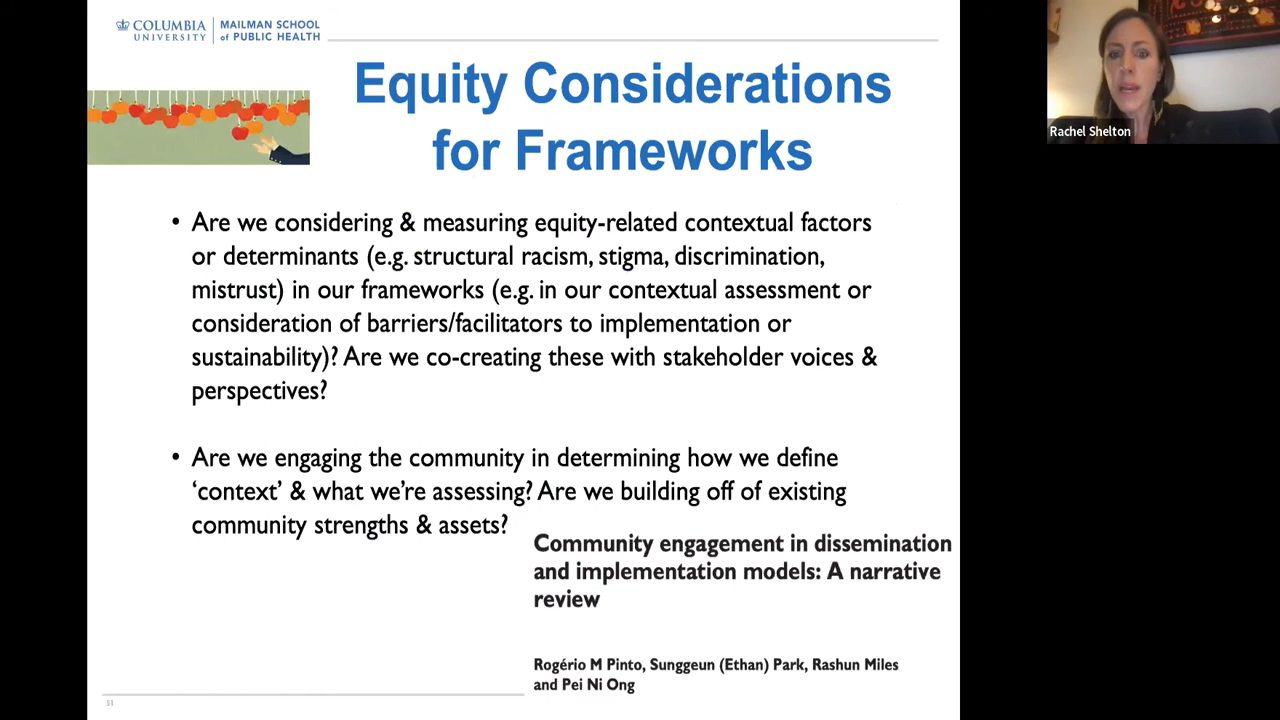 COLUMBIA UNIVERSITY
MAILMAN SCHOOL of PUBLIC HEALTH
Equity Considerations
for Frameworks
Rachel Shelton
• Are we considering & measuring equity-related contextual factors
or determinants (e.g. structural racism, stigma, discrimination,
mistrust) in our frameworks (e.g. in our contextual assessment or
consideration of barriers/facilitators to implementation or
sustainability)? Are we co-creating these with stakeholder voices &
perspectives?
• Are we engaging the community in determining how we define
‘context’ & what we’re assessing? Are we building off of existing
community strengths & assets?
Community engagement in dissemination
and implementation models: A narrative
review
Rogério M Pinto, Sunggeun (Ethan) Park, Rashun Miles
and Pei Ni Ong
51